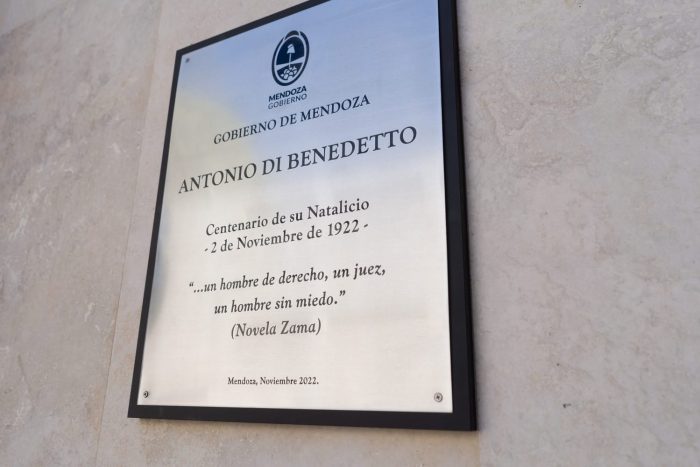 MENDOZA
GOBIERNO
GOBIERNO DE MENDOZA
ANTONIO DI BENEDETTO
Centenario de su Natalicio
- 2 de Noviembre de 1922 -
“...un hombre de derecho, un juez,
un hombre sin miedo.”
(Novela Zama)
Mendoza, Noviembre 2022.